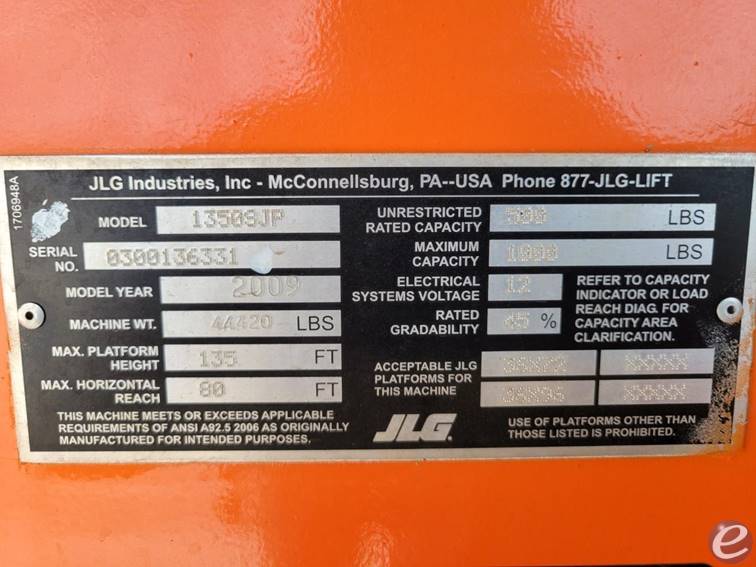 1706948A
JLG Industries, Inc - McConnellsburg, PA--USA Phone 877-JLG-LIFT
MODEL 1350SJP
SERIAL NO. 0300136331
MODEL YEAR 2009
MACHINE WT. 44420 LBS
MAX. PLATFORM HEIGHT 135 FT
MAX. HORIZONTAL REACH 80 FT
THIS MACHINE MEETS OR EXCEEDS APPLICABLE
REQUIREMENTS OF ANSI A92.5 2006 AS ORIGINALLY
MANUFACTURED FOR INTENDED PURPOSES.
UNRESTRICTED
RATED CAPACITY 500 LBS
MAXIMUM
CAPACITY 1000 LBS
ELECTRICAL
SYSTEMS VOLTAGE 12
RATED
GRADABILITY 45 %
REFER TO CAPACITY
INDICATOR OR LOAD
REACH DIAG. FOR
CAPACITY AREA
CLARIFICATION.
ACCEPTABLE JLG
PLATFORMS FOR
THIS MACHINE
36X72 XXXXX
36X96 XXXXX
JLG
USE OF PLATFORMS OTHER THAN
THOSE LISTED IS PROHIBITED.
e